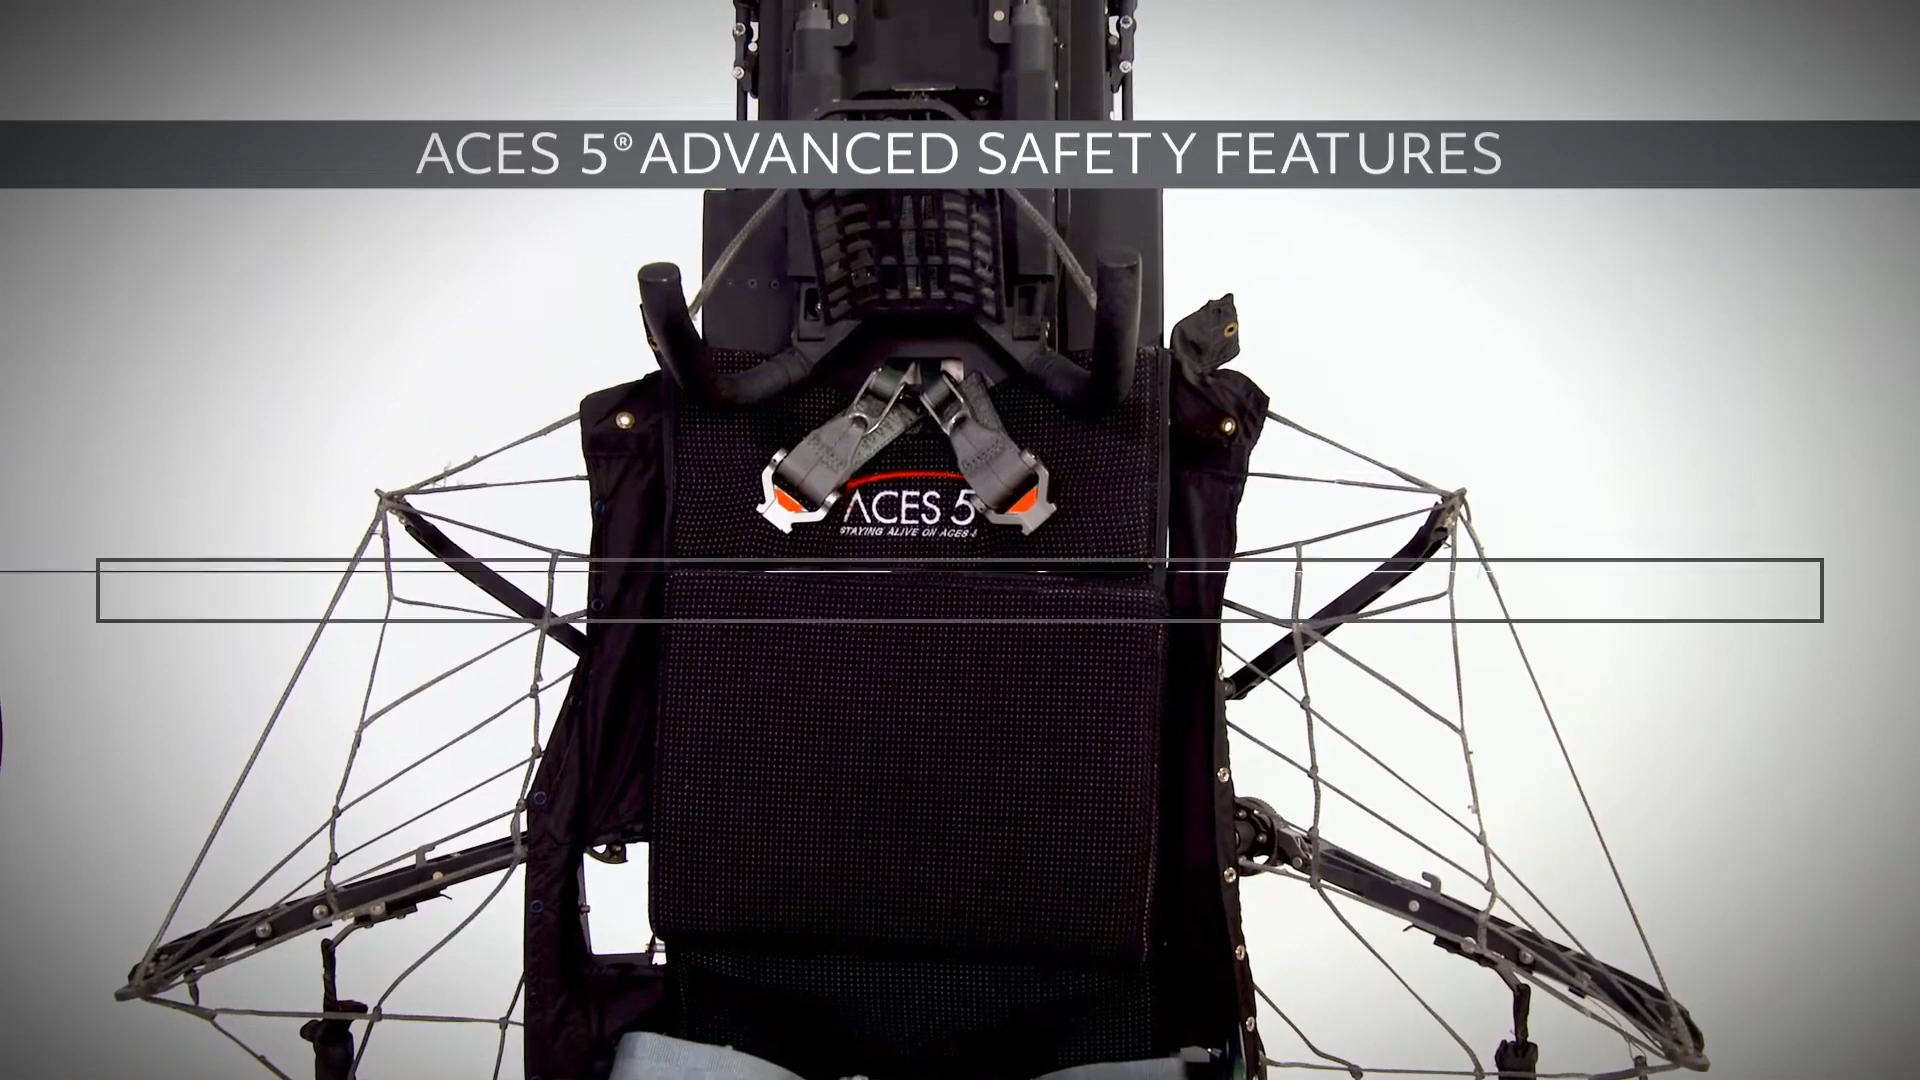 ACES 5® ADVANCED SAFETY FEATURES
ACES 5
STAYING ALIVE ON ACES 5